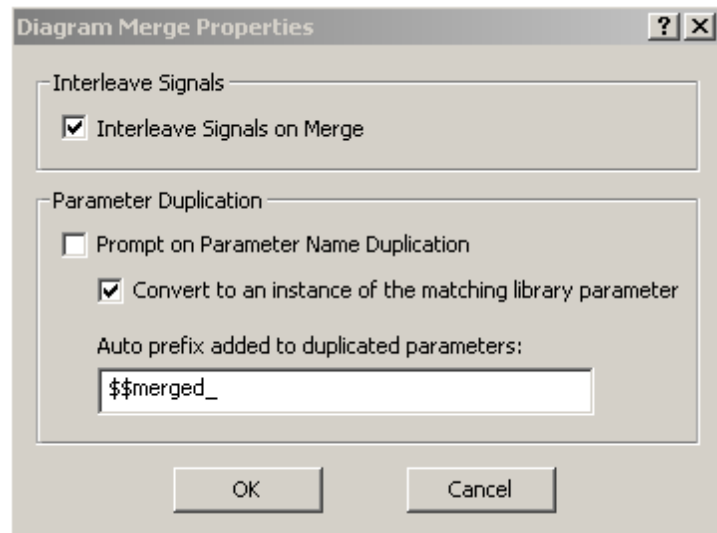 Diagram Merge Properties
Interleave Signals
Interleave Signals on Merge
Parameter Duplication
Prompt on Parameter Name Duplication
Convert to an instance of the matching library parameter
Auto prefix added to duplicated parameters:
$$merged_
OK Cancel